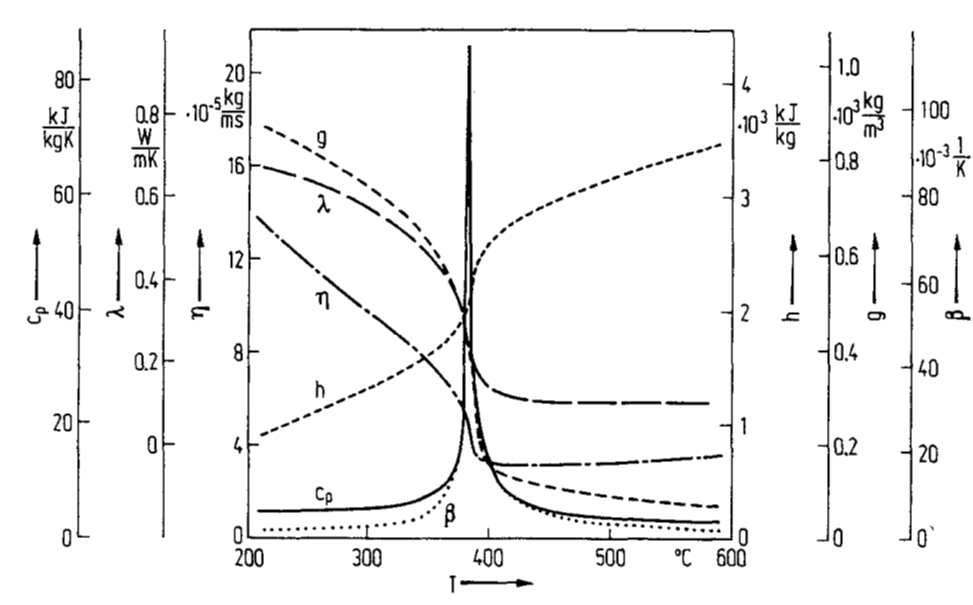 80
kJ
kgK
60
40
20
0
cp
0.8
W
mK
0.6
0.4
0.2
0
λ
20
·10-5 kg
ms
16
12
8
4
0
η
g
λ
η
h
cp
β
200
300
400
500
°C
600
T
4
·10³ kJ
kg
3
2
1
0
h
1.0
·10³ kg
m³
0.8
0.6
0.4
0.2
0
g
100
·10-3 1
K
80
60
40
20
0
β